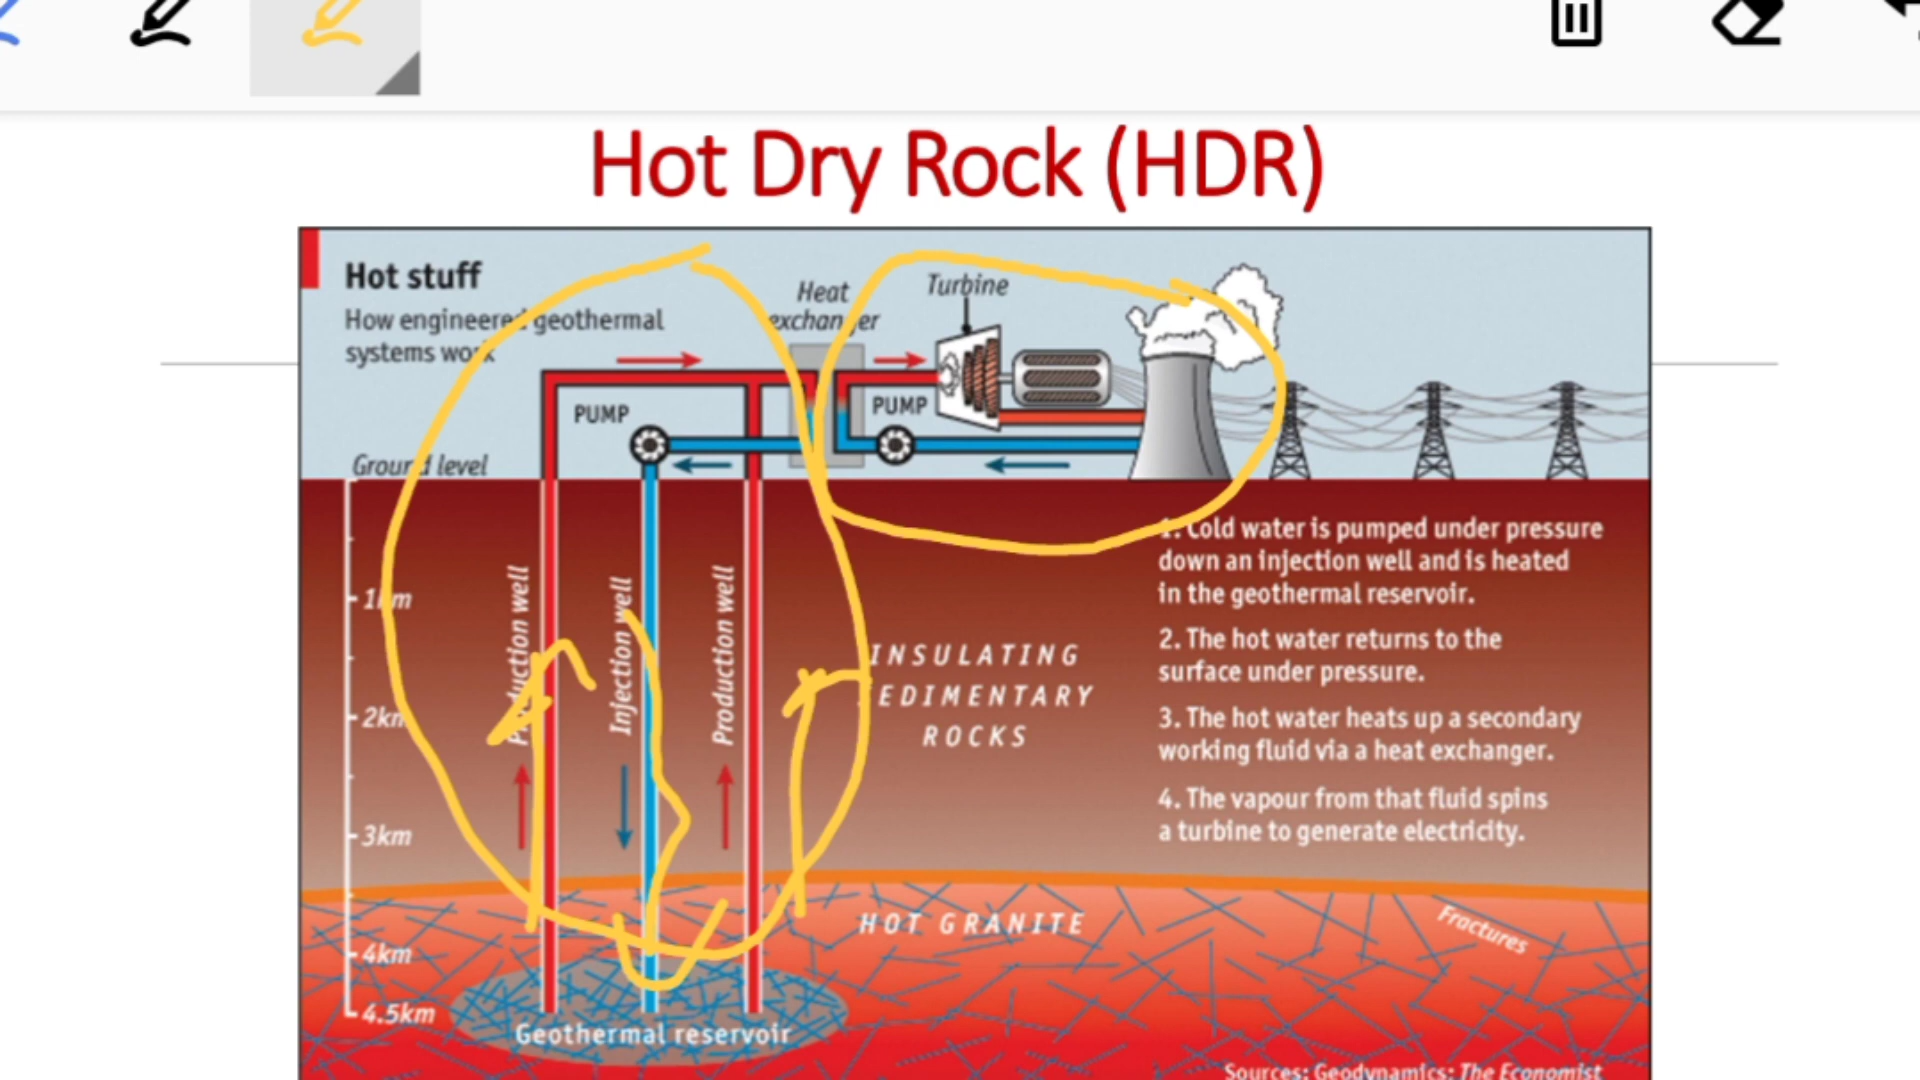 Hot Dry Rock (HDR)
Hot stuff
How engineered geothermal
systems work
Heat
exchanger
Turbine
PUMP
PUMP
Ground level
1km
2km
3km
4km
4.5km
Production well
Injection well
Production well
INSULATING
SEDIMENTARY
ROCKS
1. Cold water is pumped under pressure
down an injection well and is heated
in the geothermal reservoir.
2. The hot water returns to the
surface under pressure.
3. The hot water heats up a secondary
working fluid via a heat exchanger.
4. The vapour from that fluid spins
a turbine to generate electricity.
HOT GRANITE
Fractures
Geothermal reservoir
Sources: Geodynamics; The Economist